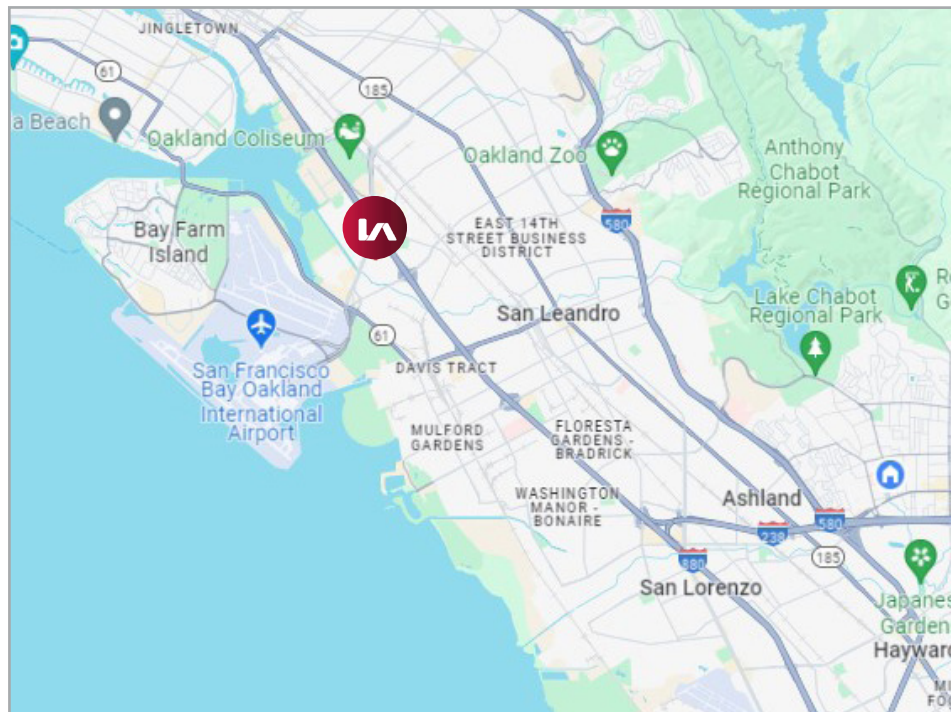 JINGLETOWN
61
185
a Beach
Oakland Coliseum
Oakland Zoo
Anthony
Chabot
Regional Park
Bay Farm
Island
EAST 14TH
STREET BUSINESS
DISTRICT
580
Lake Chabot
Regional Park
San Leandro
61
San Francisco
Bay Oakland
International
Airport
DAVIS TRACT
MULFORD
GARDENS
FLORESTA
GARDENS -
BRADRICK
WASHINGTON
MANOR -
BONAIRE
Ashland
580
238
880
185
San Lorenzo
Japanes
Garden
Haywar